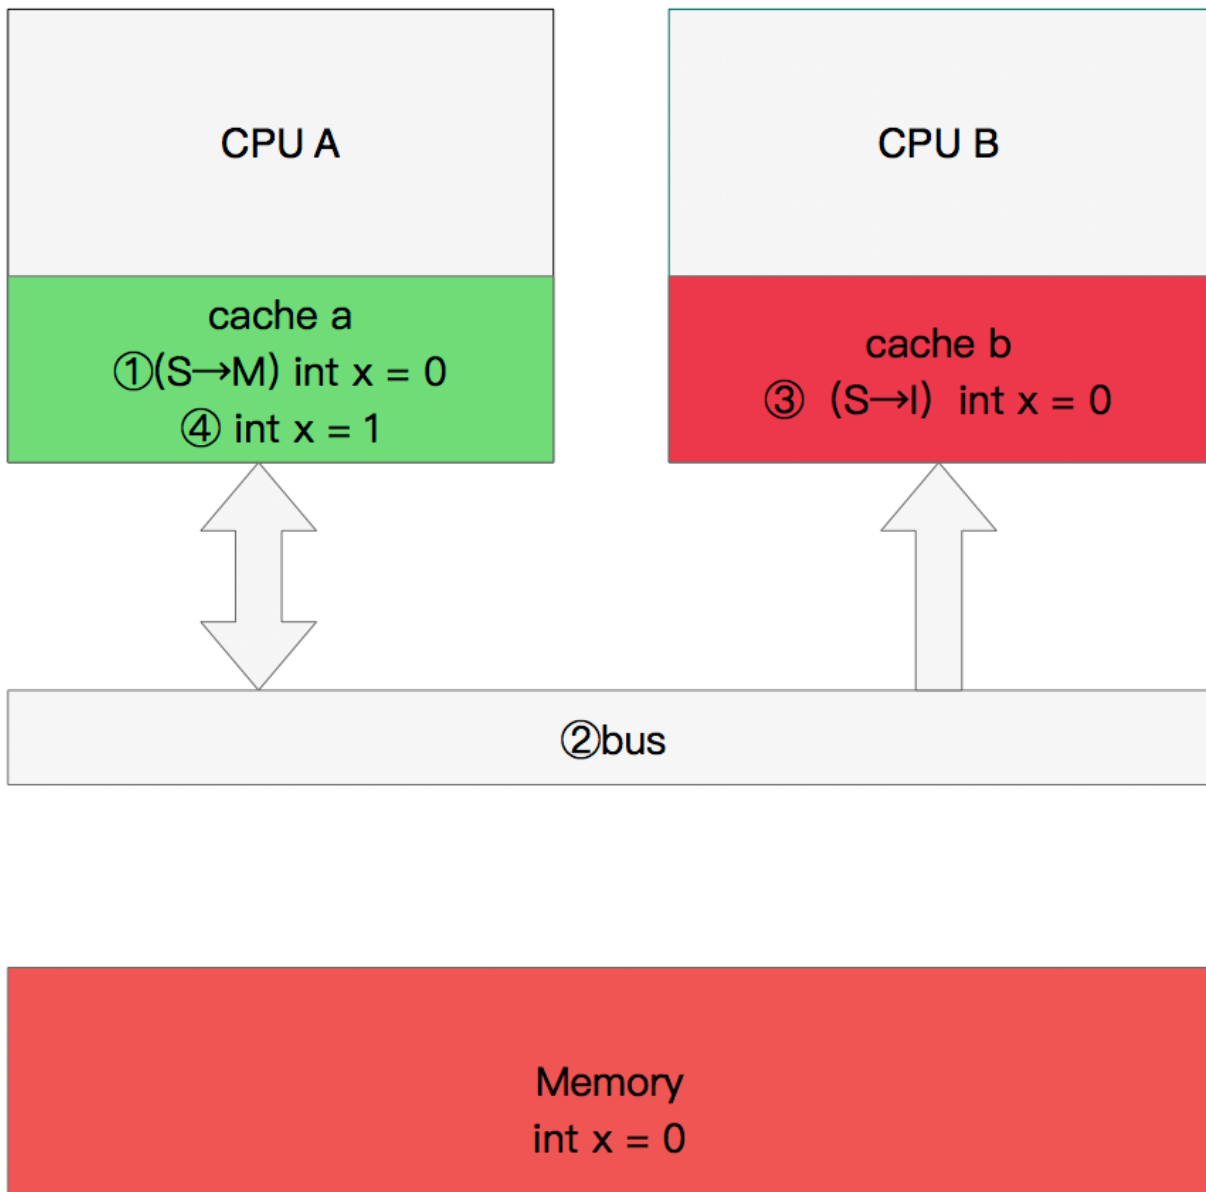 CPU A
cache a
①(S→M) int x = 0
④ int x = 1
CPU B
cache b
③ (S→I) int x = 0
②bus
Memory
int x = 0